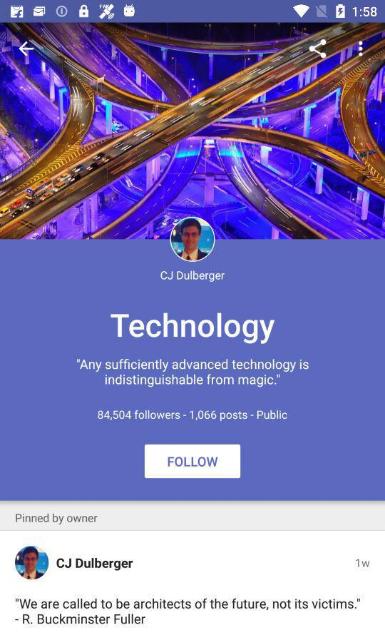 1:58
CJ Dulberger
Technology
"Any sufficiently advanced technology is
indistinguishable from magic."
84,504 followers - 1,066 posts - Public
FOLLOW
Pinned by owner
CJ Dulberger
1w
"We are called to be architects of the future, not its victims."
- R. Buckminster Fuller